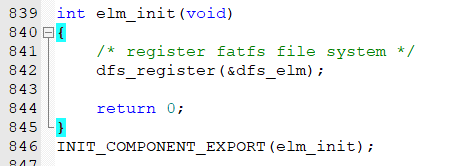 839 int elm_init(void)
840 {
841     /* register fatfs file system */
842     dfs_register(&dfs_elm);
843
844     return 0;
845 }
846 INIT_COMPONENT_EXPORT(elm_init);